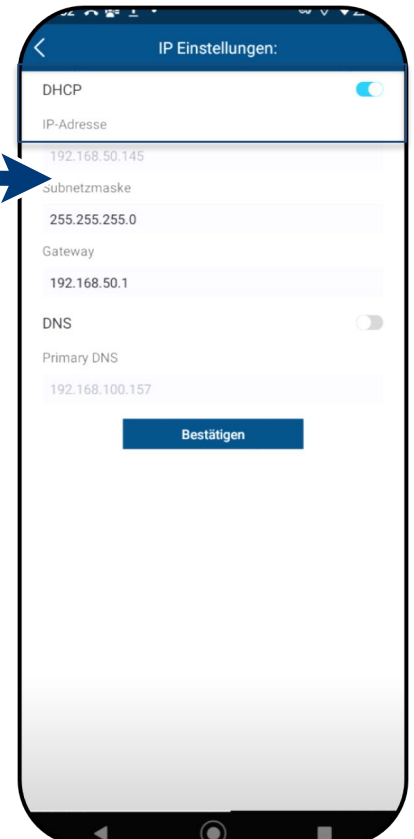 IP Einstellungen:
DHCP
IP-Adresse
192.168.50.145
Subnetzmaske
255.255.255.0
Gateway
192.168.50.1
DNS
Primary DNS
192.168.100.157
Bestätigen